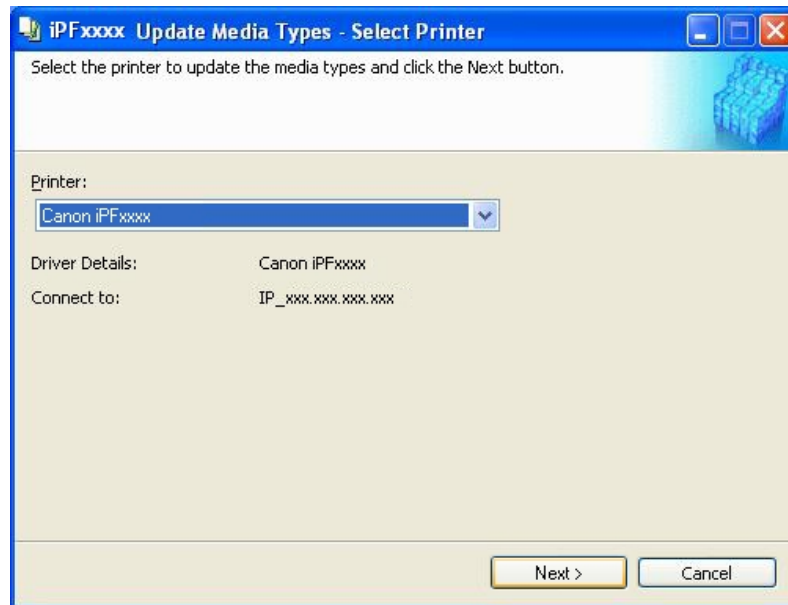 iPFxxxx Update Media Types - Select Printer
Select the printer to update the media types and click the Next button.
Printer:
Canon iPFxxxx
Driver Details: Canon iPFxxxx
Connect to: IP_xxx.xxx.xxx.xxx
Next > Cancel